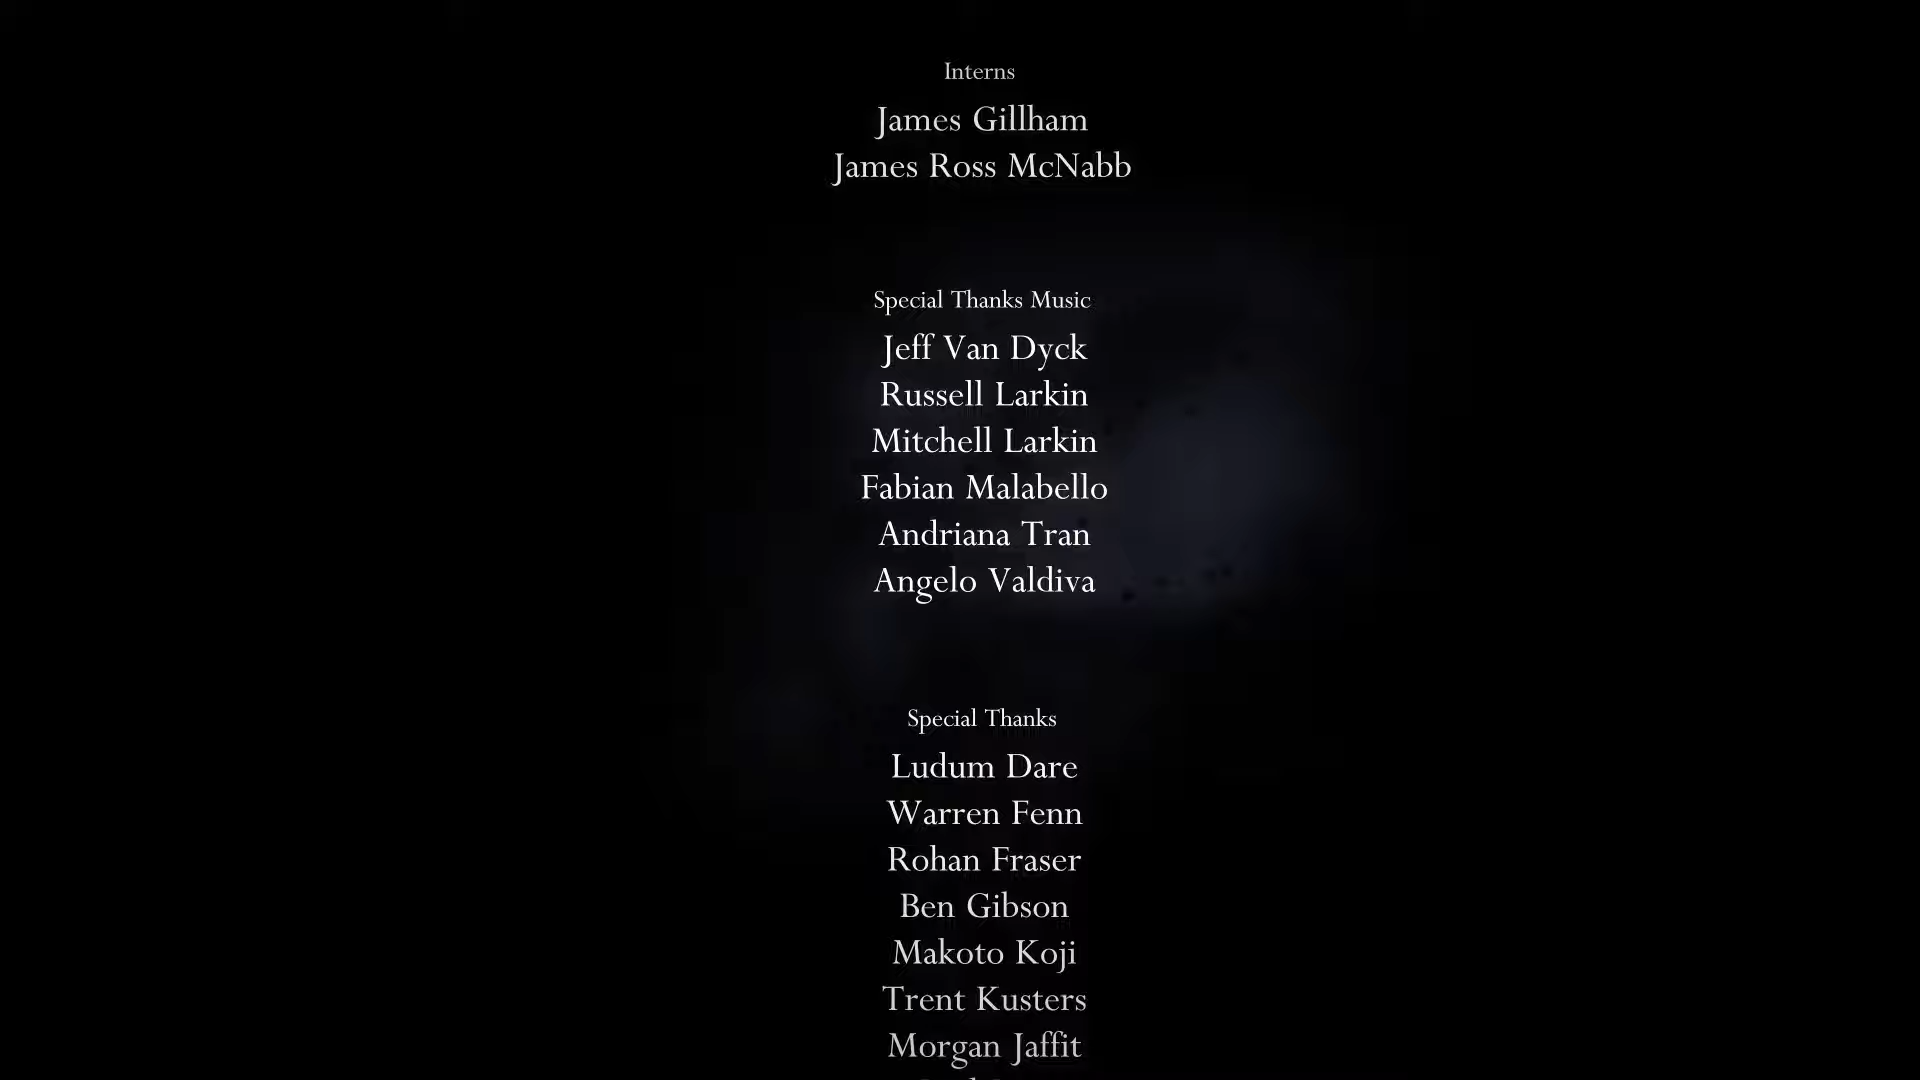 Interns
James Gillham
James Ross McNabb
Special Thanks Music
Jeff Van Dyck
Russell Larkin
Mitchell Larkin
Fabian Malabello
Andriana Tran
Angelo Valdiva
Special Thanks
Ludum Dare
Warren Fenn
Rohan Fraser
Ben Gibson
Makoto Koji
Trent Kusters
Morgan Jaffit